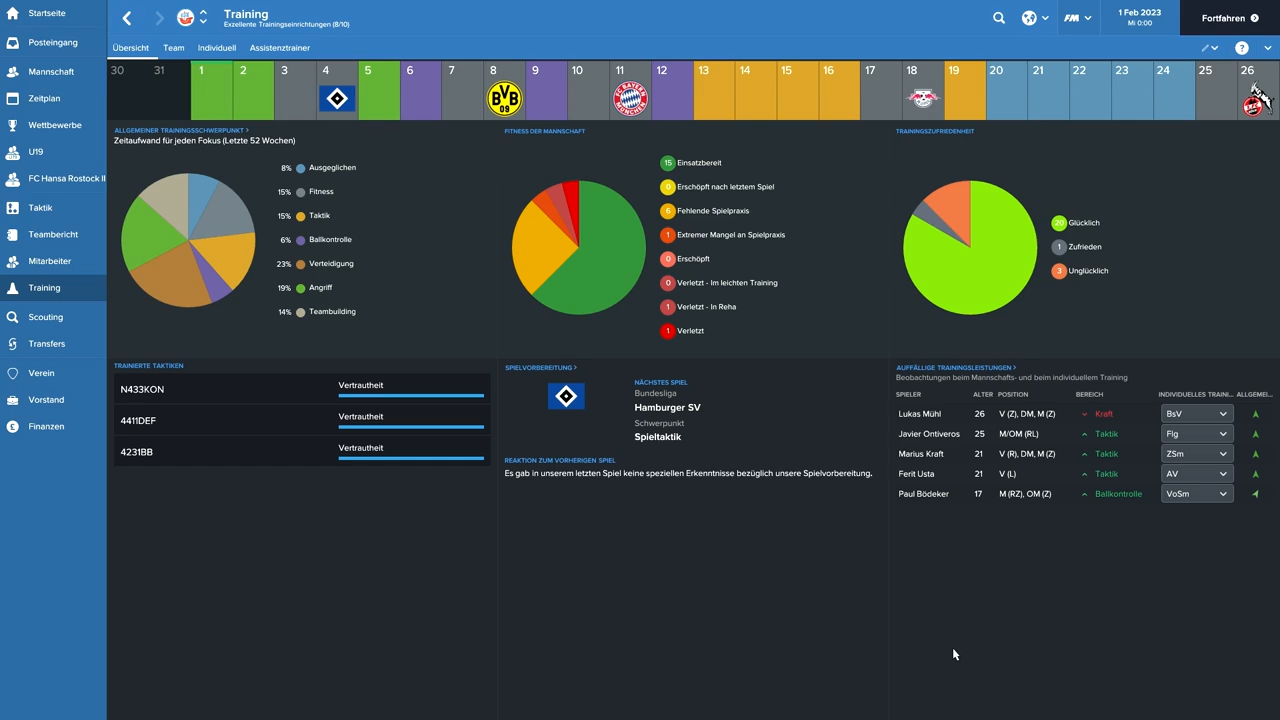 Startseite
Posteingang
Mannschaft
Zeitplan
Wettbewerbe
U19
FC Hansa Rostock II
Taktik
Teambericht
Mitarbeiter
Training
Scouting
Transfers
Verein
Vorstand
Finanzen
Training
Exzellente Trainingseinrichtungen (8/10)
FM
1 Feb 2023
Mi 0:00
Fortfahren
Übersicht Team Individuell Assistenztrainer
?
30 31 1 2 3 4 5 6 7 8 9 10 11 12 13 14 15 16 17 18 19 20 21 22 23 24 25 26
BVB 09
FC BAYERN MÜNCHEN
ALLGEMEINER TRAININGSSCHWERPUNKT >
Zeitaufwand für jeden Fokus (Letzte 52 Wochen)
8% Ausgeglichen
15% Fitness
15% Taktik
6% Ballkontrolle
23% Verteidigung
19% Angriff
14% Teambuilding
FITNESS DER MANNSCHAFT
15 Einsatzbereit
0 Erschöpft nach letztem Spiel
6 Fehlende Spielpraxis
1 Extremer Mangel an Spielpraxis
0 Erschöpft
0 Verletzt - Im leichten Training
1 Verletzt - In Reha
1 Verletzt
TRAININGSZUFRIEDENHEIT
20 Glücklich
1 Zufrieden
3 Unglücklich
TRAINIERTE TAKTIKEN
N433KON Vertrautheit
4411DEF Vertrautheit
4231BB Vertrautheit
SPIELVORBEREITUNG >
NÄCHSTES SPIEL
Bundesliga
Hamburger SV
Schwerpunkt
Spieltaktik
REAKTION ZUM VORHERIGEN SPIEL
Es gab in unserem letzten Spiel keine speziellen Erkenntnisse bezüglich unsere Spielvorbereitung.
AUFFÄLLIGE TRAININGSLEISTUNGEN >
Beobachtungen beim Mannschafts- und beim individuellem Training
SPIELER ALTER POSITION BEREICH INDIVIDUELLES TRAINI... ALLGEMEI...
Lukas Mühl 26 V (Z), DM, M (Z) Kraft BsV
Javier Ontiveros 25 M/OM (RL) Taktik Flg
Marius Kraft 21 V (R), DM, M (Z) Taktik ZSm
Ferit Usta 21 V (L) Taktik AV
Paul Bödeker 17 M (RZ), OM (Z) Ballkontrolle VoSm